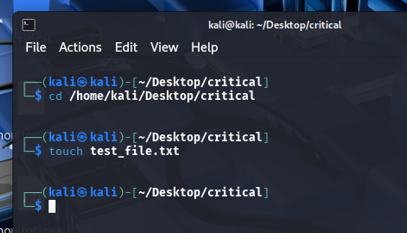 kali@kali: ~/Desktop/critical
File Actions Edit View Help
┌──(kali㉿kali)-[~/Desktop/critical]
└─$ cd /home/kali/Desktop/critical
┌──(kali㉿kali)-[~/Desktop/critical]
└─$ touch test_file.txt
┌──(kali㉿kali)-[~/Desktop/critical]
└─$